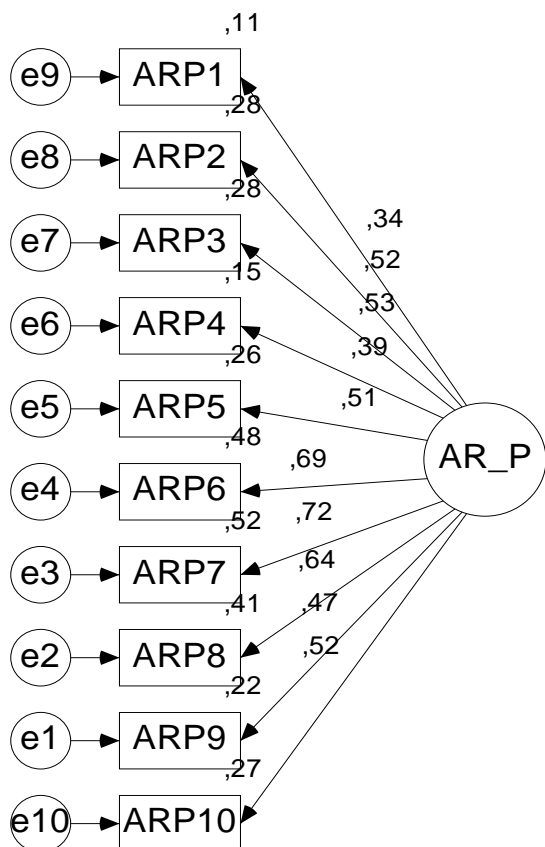 ,11
e9 ARP1
,28
e8 ARP2
,28
,34
e7 ARP3
,52
,15
,53
e6 ARP4
,39
,26
,51
e5 ARP5
,48
AR_P
,69
e4 ARP6
,52
,72
e3 ARP7
,64
,41
,47
e2 ARP8
,52
,22
e1 ARP9
,27
e10 ARP10